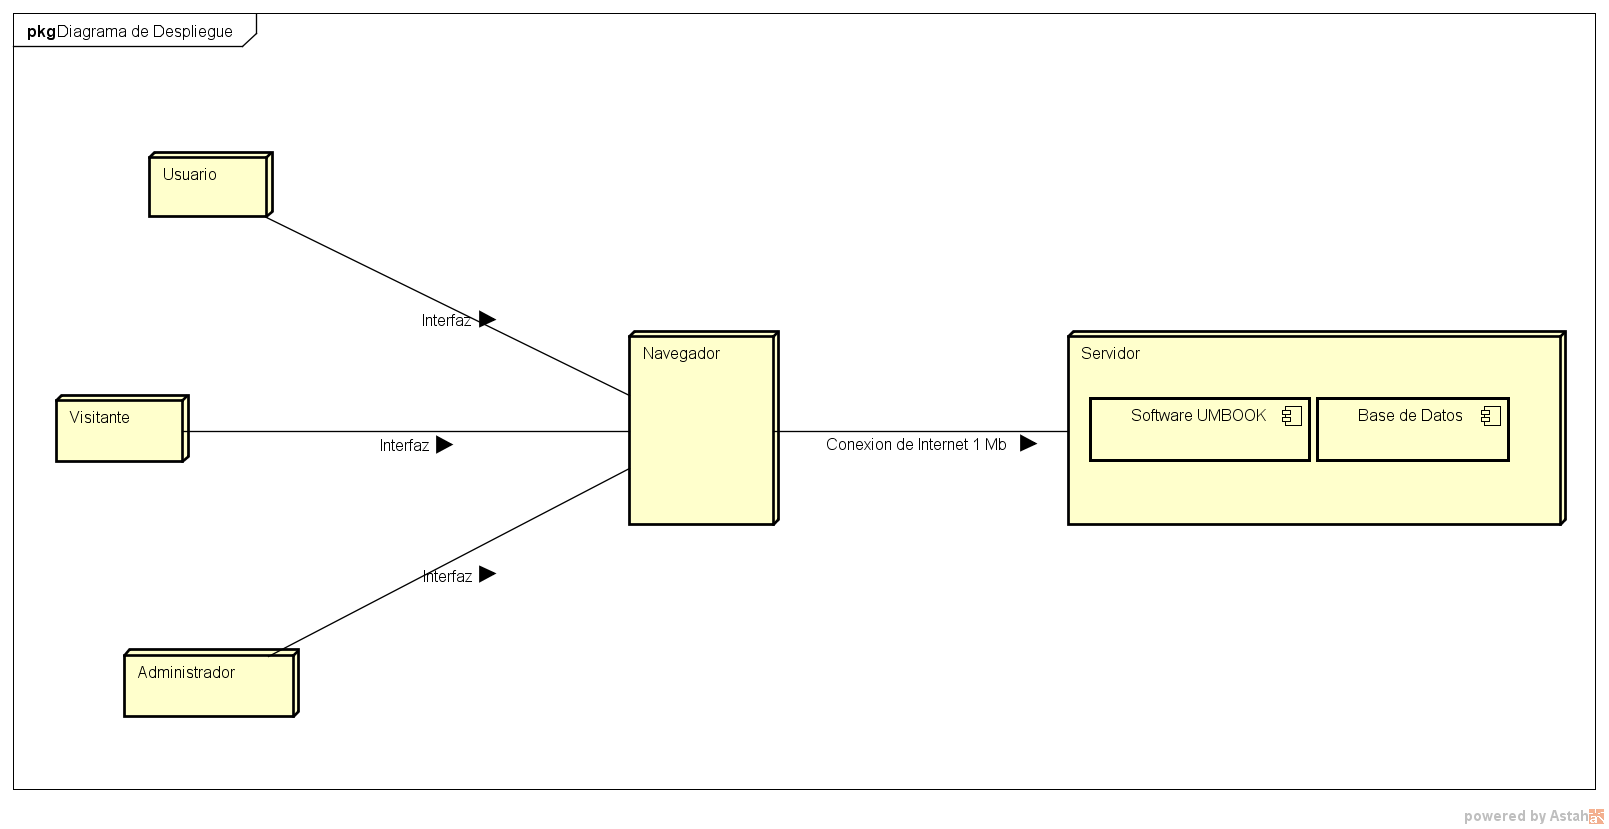 pkg Diagrama de Despliegue
Usuario
Interfaz
Navegador
Servidor
Visitante
Software UMBOOK
Base de Datos
Interfaz
Conexion de Internet 1 Mb
Interfaz
Administrador
powered by Astah